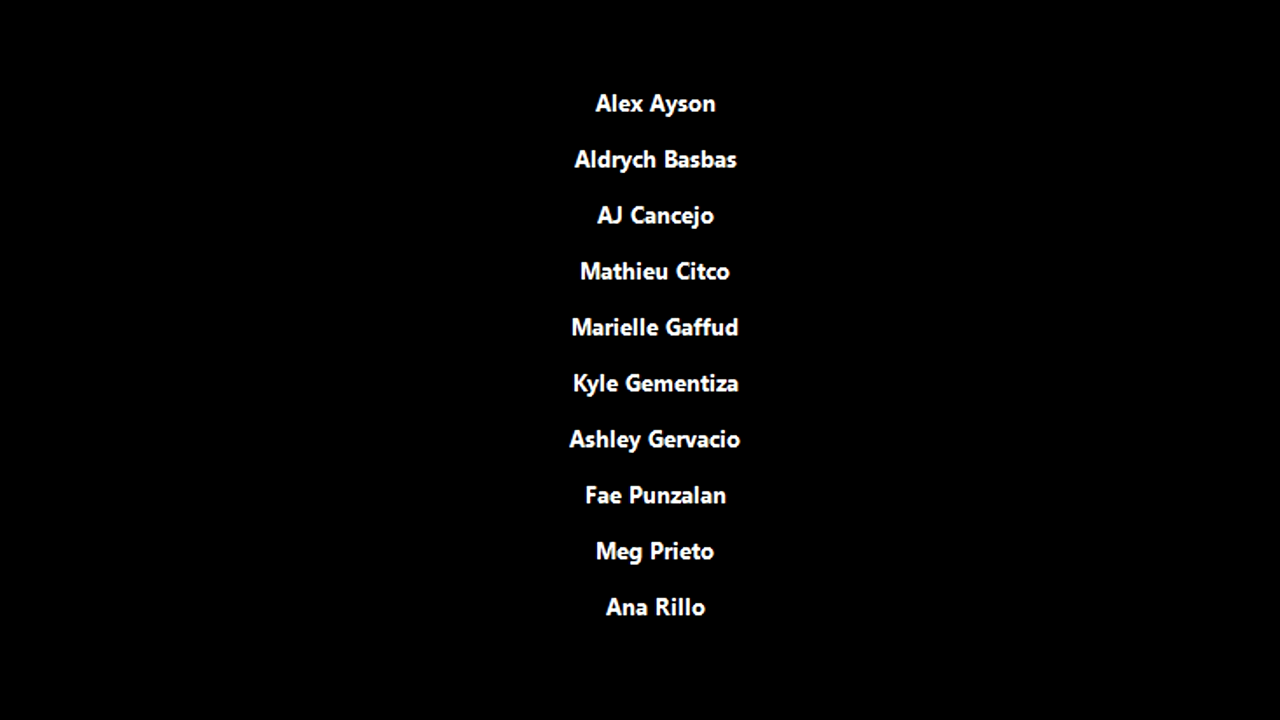 Alex Ayson
Aldrych Basbas
AJ Cancejo
Mathieu Citco
Marielle Gaffud
Kyle Gementiza
Ashley Gervacio
Fae Punzalan
Meg Prieto
Ana Rillo